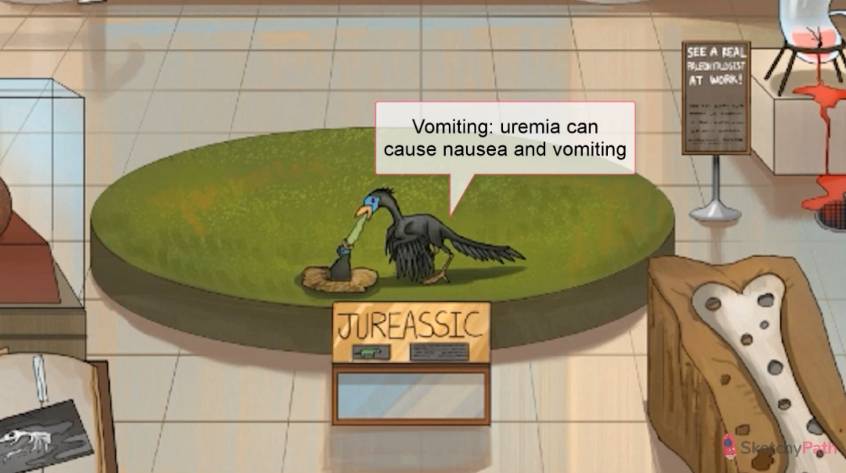 SEE A REAL
PALEONTOLOGIST
AT WORK!
Vomiting: uremia can
cause nausea and vomiting
JUREASSIC
SketchyPath